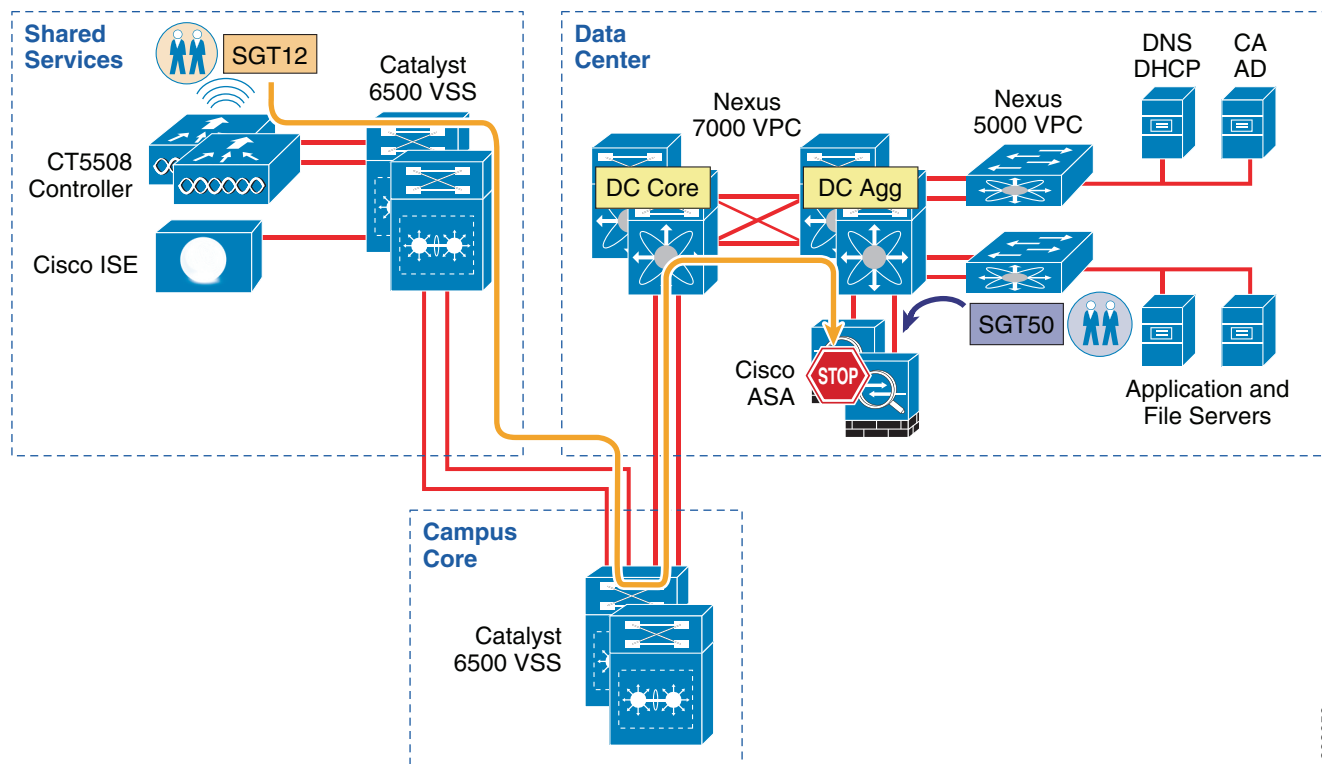 Shared
Services
SGT12
Catalyst
6500 VSS
CT5508
Controller
Cisco ISE
Data
Center
DNS
DHCP
CA
AD
Nexus
7000 VPC
Nexus
5000 VPC
DC Core
DC Agg
SGT50
Cisco
ASA
STOP
Application and
File Servers
Campus
Core
Catalyst
6500 VSS